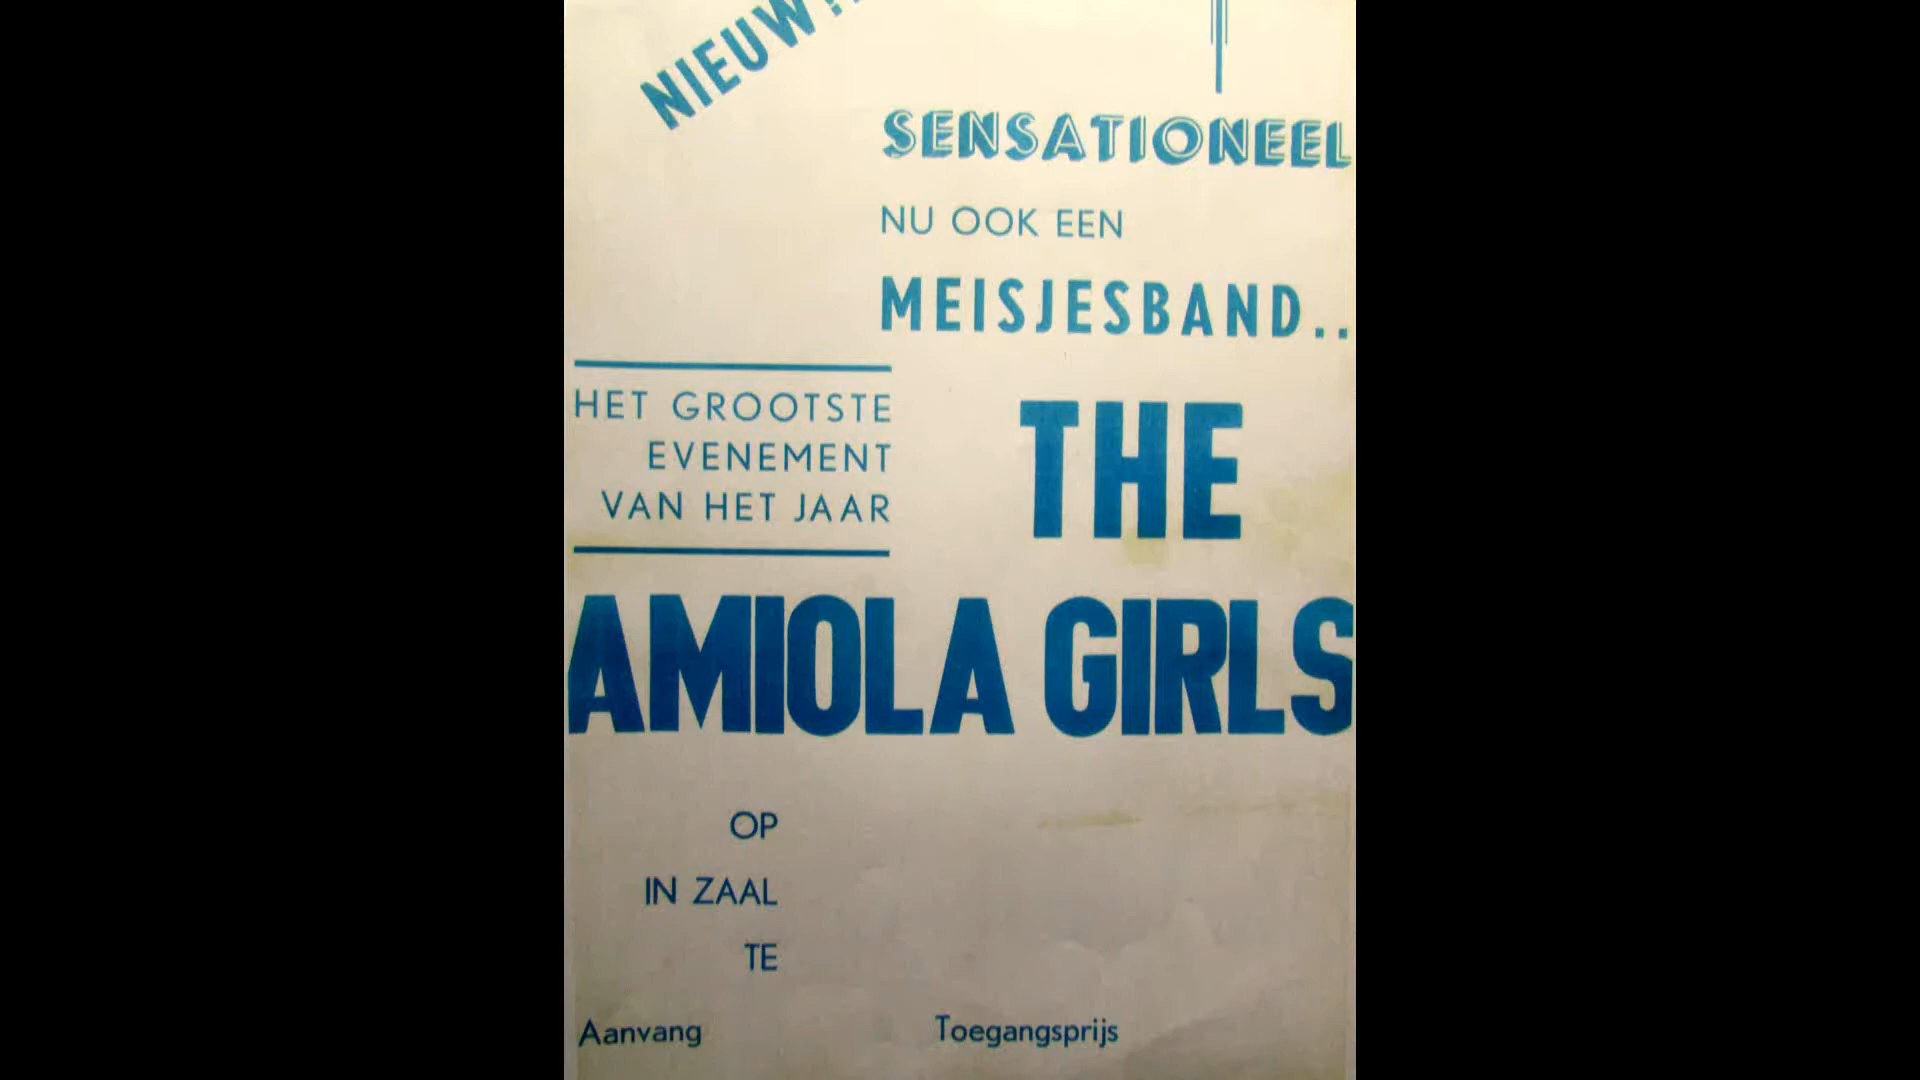 NIEUW!
SENSATIONEEL
NU OOK EEN
MEISJESBAND..
HET GROOTSTE
EVENEMENT
VAN HET JAAR
THE
AMIOLA GIRLS
OP
IN ZAAL
TE
Aanvang Toegangsprijs